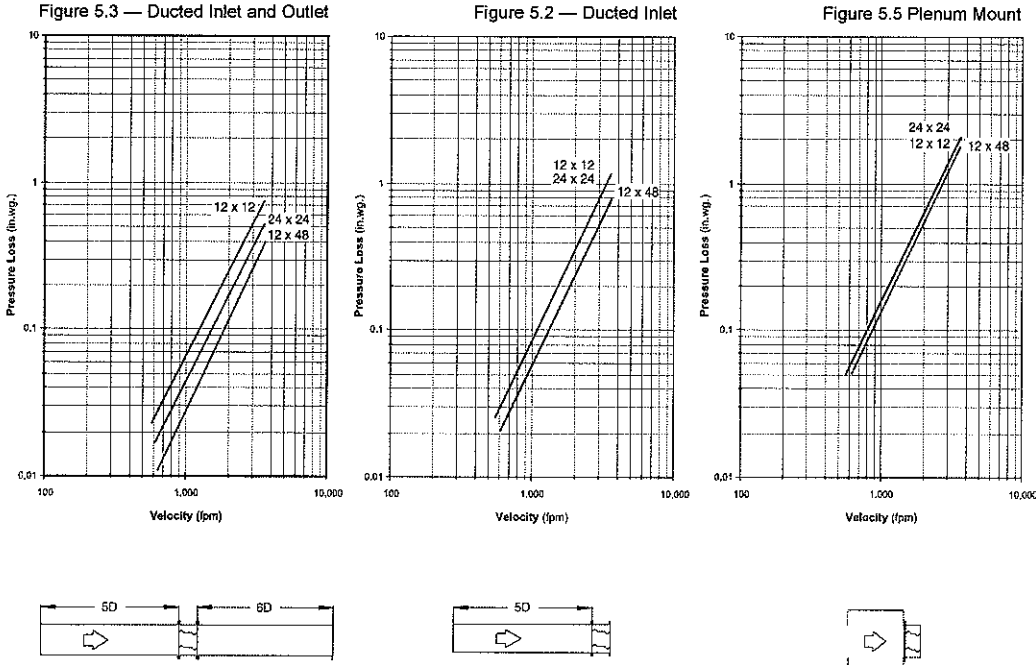 Figure 5.3 — Ducted Inlet and Outlet
10
1
0.1
0.01
Pressure Loss (in.wg.)
12 x 12
24 x 24
12 x 48
100
1,000
10,000
Velocity (fpm)
5D
6D
Figure 5.2 — Ducted Inlet
10
1
0.1
0.01
Pressure Loss (in.wg.)
12 x 12
24 x 24
12 x 48
100
1,000
10,000
Velocity (fpm)
5D
Figure 5.5 Plenum Mount
10
1
0.1
0.01
Pressure Loss (in.wg.)
24 x 24
12 x 12
12 x 48
100
1,000
10,000
Velocity (fpm)